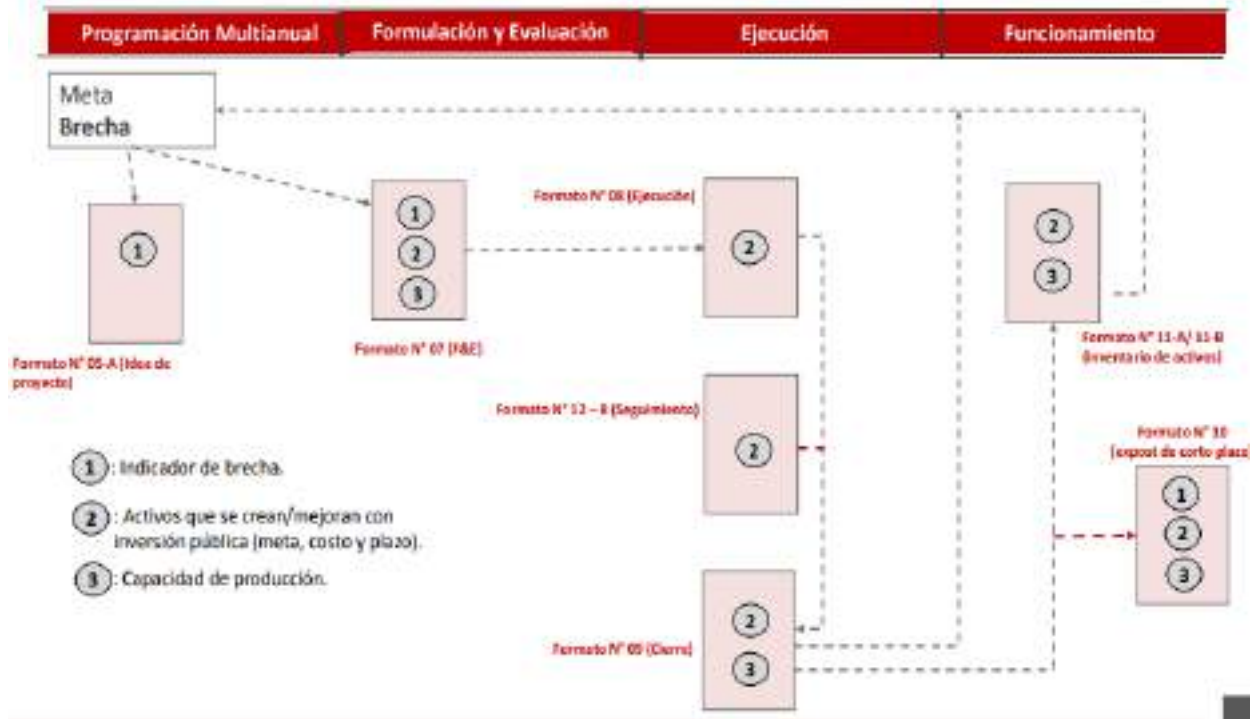 Programación Multianual
Formulación y Evaluación
Ejecución
Funcionamiento
Meta
Brecha
1
Formato N° 05-A (Idea de
proyecto)
1
2
3
Formato N° 07 (F&E)
Formato N° 08 (Ejecución)
2
Formato N° 12 – B (Seguimiento)
2
Formato N° 09 (Cierre)
2
3
2
3
Formato N° 11-A/ 11-B
(Inventario de activos)
Formato N° 10
(expost de corto plazo)
1
2
3
1 : Indicador de brecha.
2 : Activos que se crean/mejoran con
inversión pública (meta, costo y plazo).
3 : Capacidad de producción.